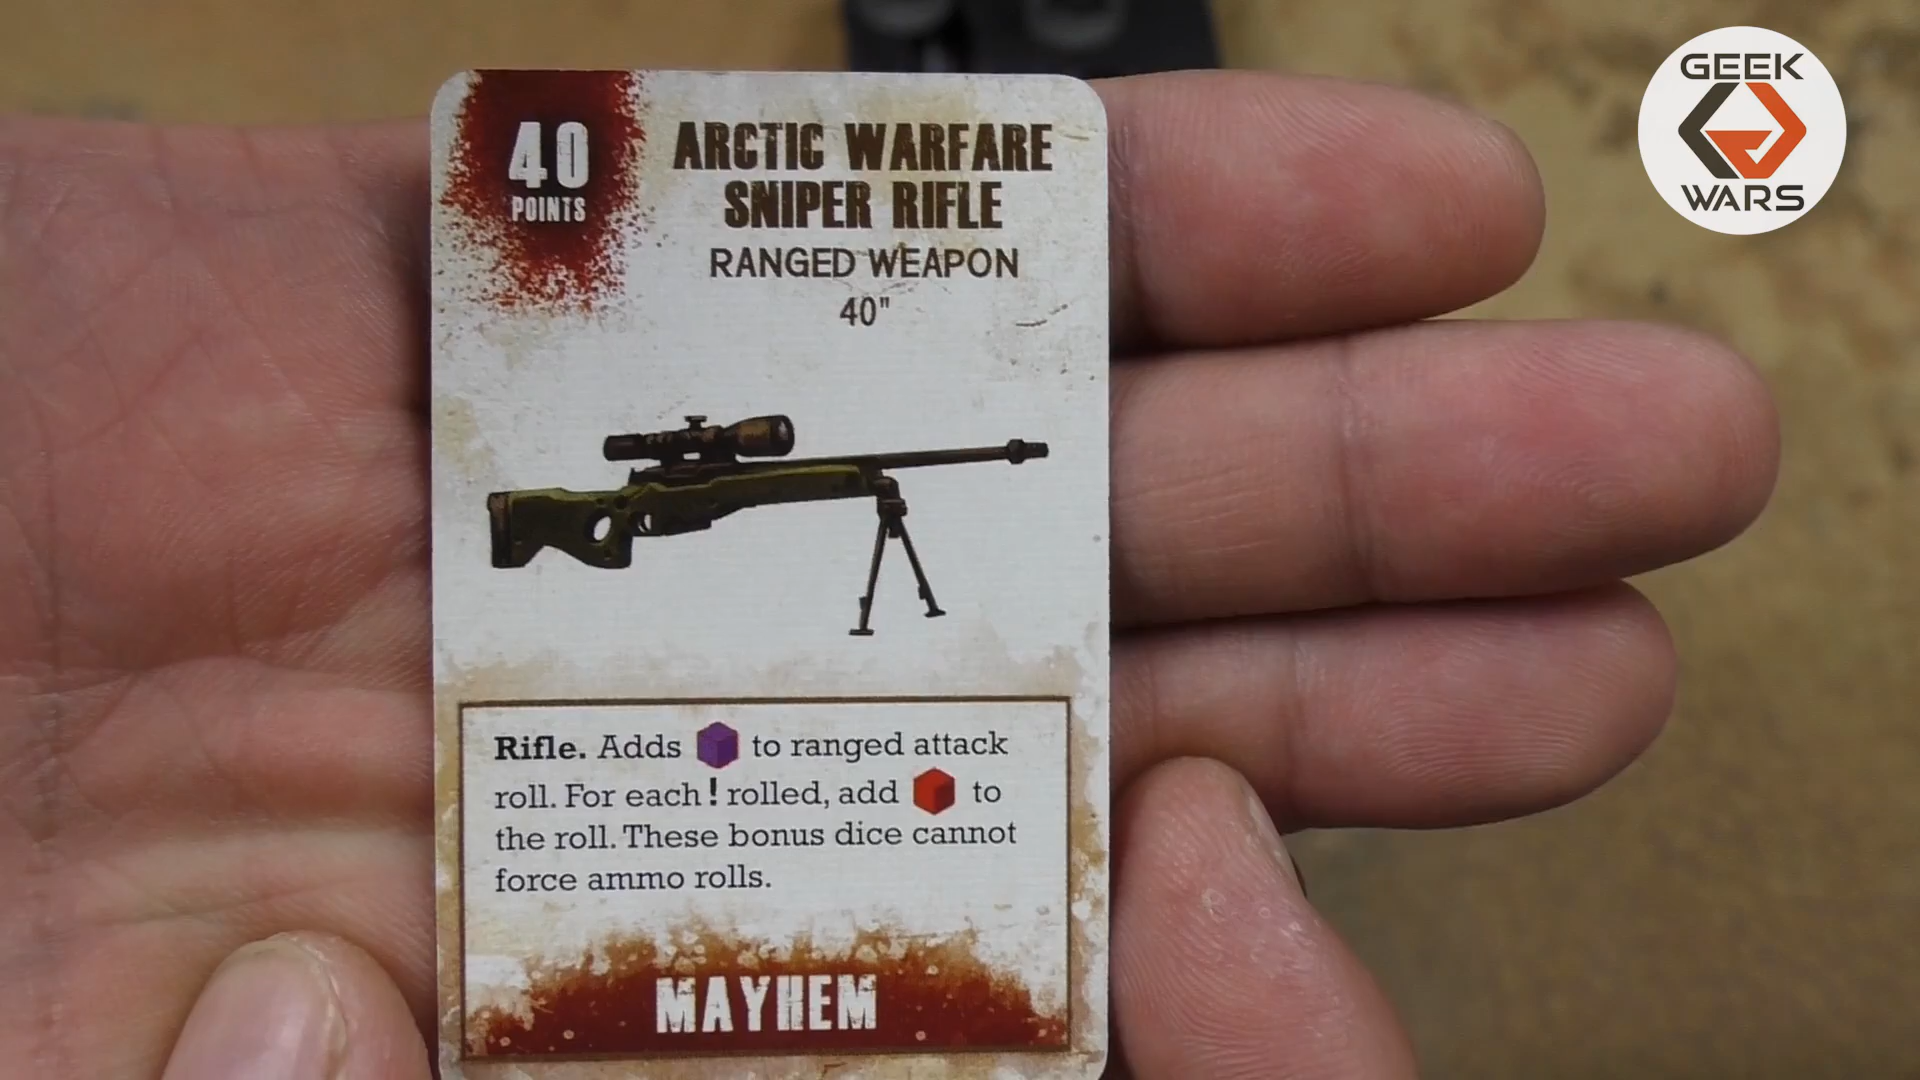 40
POINTS
ARCTIC WARFARE
SNIPER RIFLE
RANGED WEAPON
40"
Rifle. Adds to ranged attack
roll. For each ! rolled, add to
the roll. These bonus dice cannot
force ammo rolls.
MAYHEM
GEEK
WARS